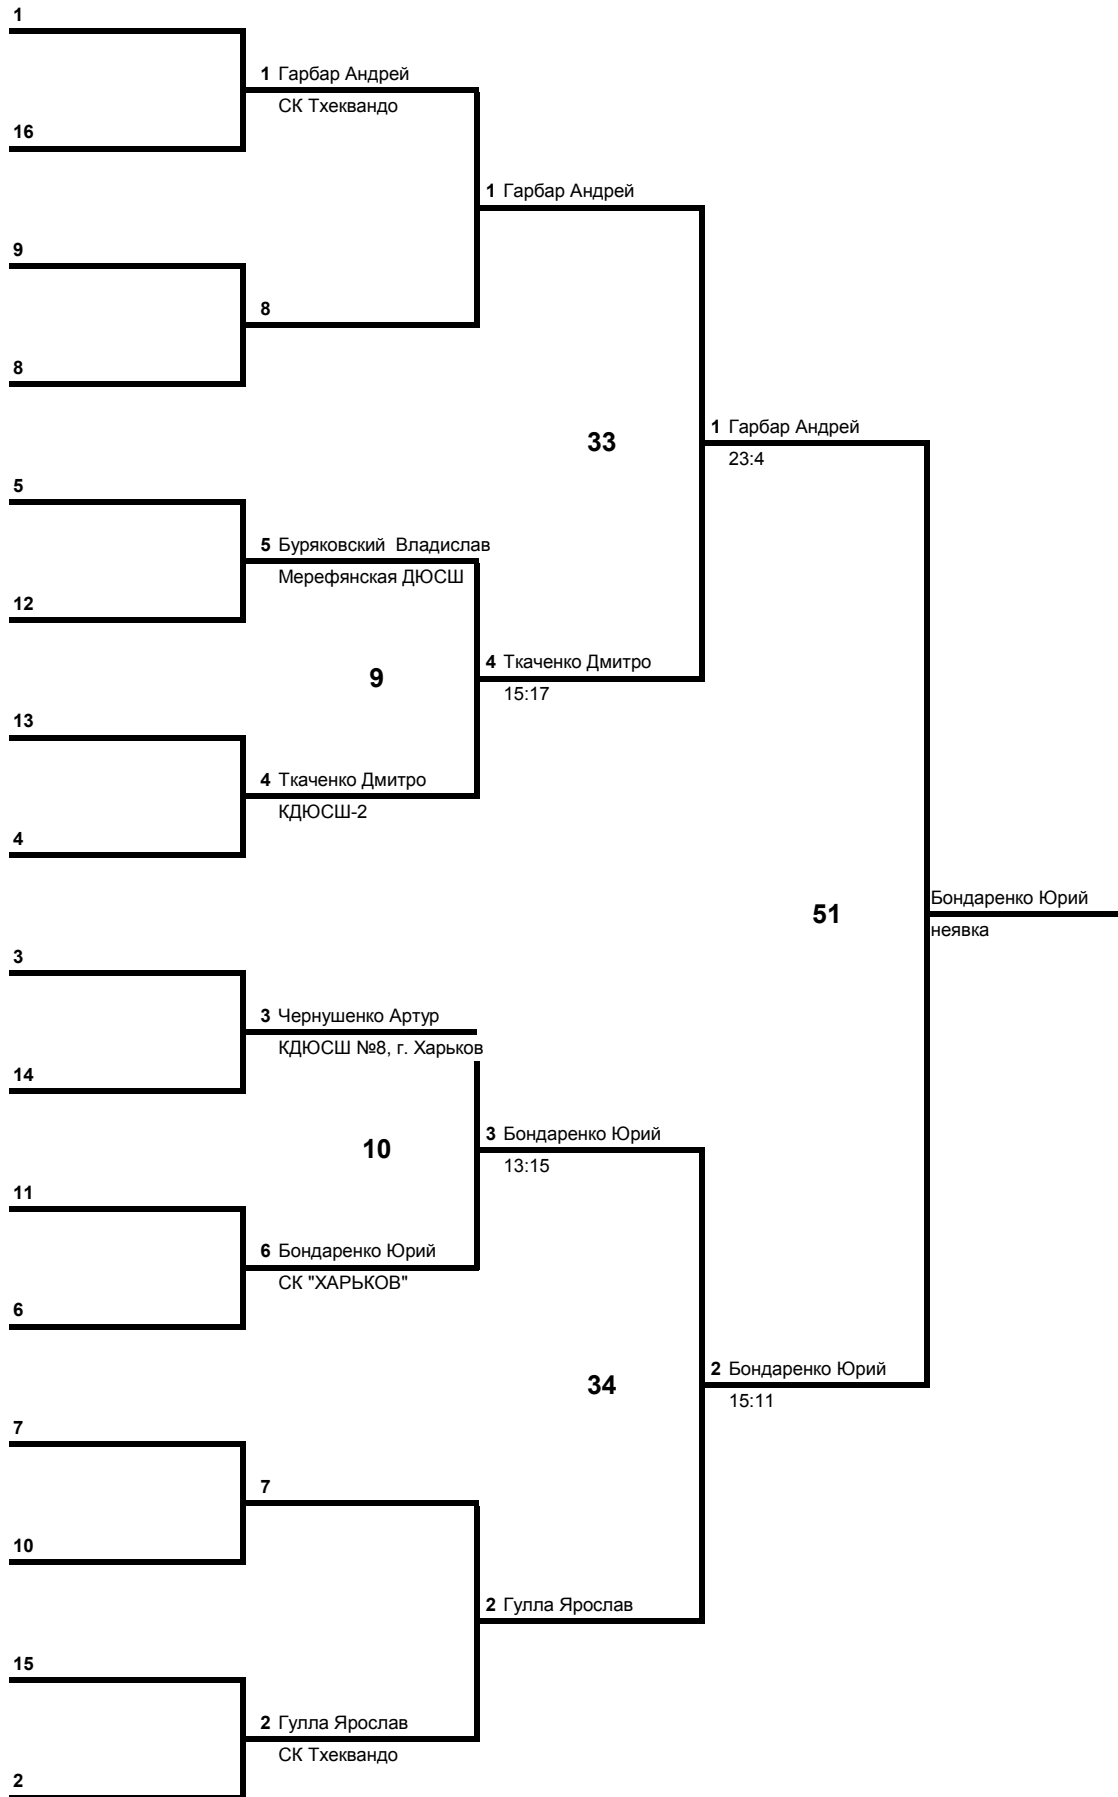 1
1 Гарбар Андрей
СК Тхеквандо
16
1 Гарбар Андрей
9
8
8
1 Гарбар Андрей
33
23:4
5
5 Буряковский  Владислав
Мерефянская ДЮСШ
12
4 Ткаченко Дмитро
9
15:17
13
4 Ткаченко Дмитро
КДЮСШ-2
4
Бондаренко Юрий
51
неявка
3
3 Чернушенко Артур
КДЮСШ №8, г. Харьков
14
3 Бондаренко Юрий
10
13:15
11
6 Бондаренко Юрий
СК "ХАРЬКОВ"
6
2 Бондаренко Юрий
34
15:11
7
7
10
2 Гулла Ярослав
15
2 Гулла Ярослав
СК Тхеквандо
2